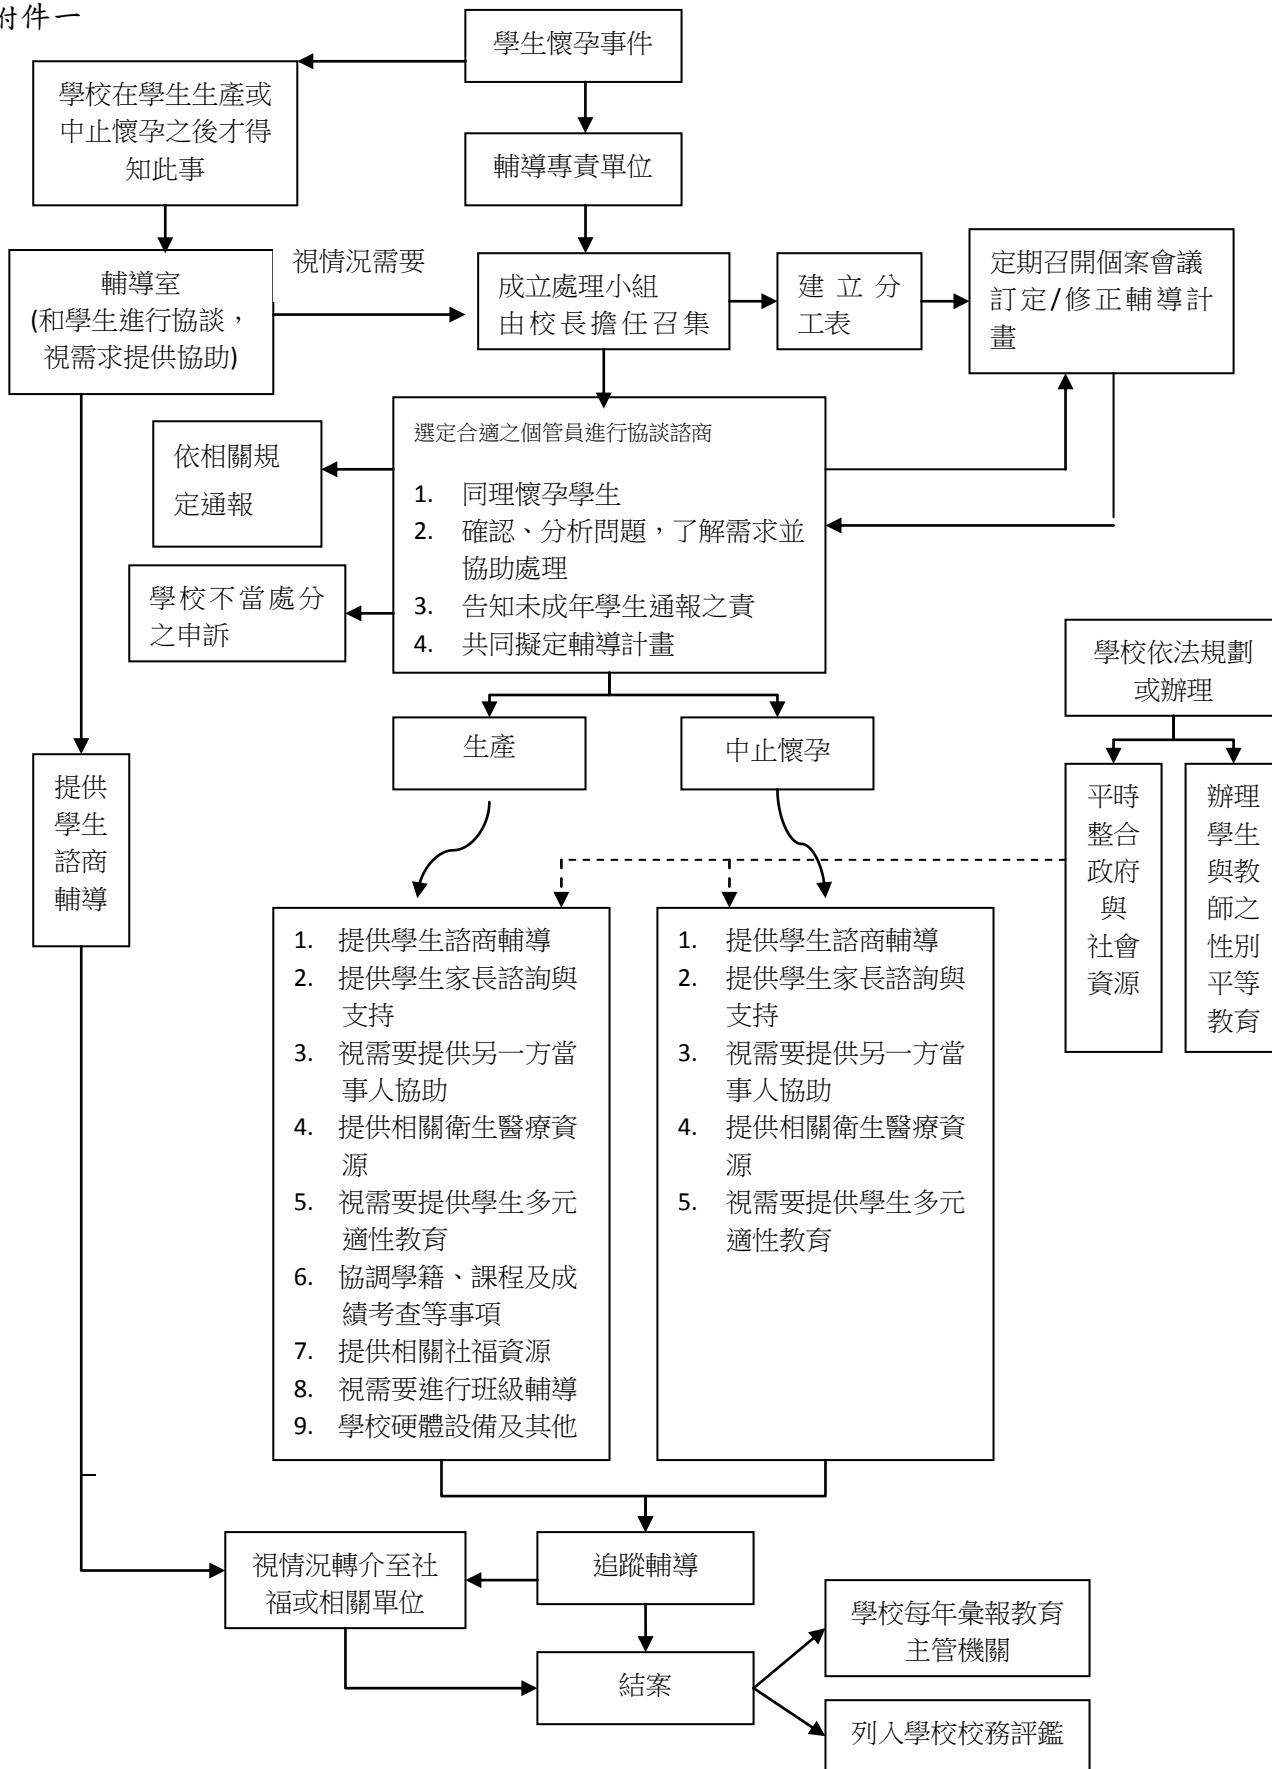 附件一
學生懷孕事件
學校在學生生產或
中止懷孕之後才得
知此事
輔導專責單位
輔導室
(和學生進行協談，
視需求提供協助)
視情況需要
成立處理小組
由校長擔任召集
建立分
工表
定期召開個案會議
訂定/修正輔導計
畫
依相關規
定通報
學校不當處分
之申訴
選定合適之個管員進行協談諮商
1. 同理懷孕學生
2. 確認、分析問題，了解需求並
協助處理
3. 告知未成年學生通報之責
4. 共同擬定輔導計畫
學校依法規劃
或辦理
生產
中止懷孕
提供
學生
諮商
輔導
平時
整合
政府
與
社會
資源
辦理
學生
與教
師之
性別
平等
教育
1. 提供學生諮商輔導
2. 提供學生家長諮詢與
支持
3. 視需要提供另一方當
事人協助
4. 提供相關衛生醫療資
源
5. 視需要提供學生多元
適性教育
6. 協調學籍、課程及成
績考查等事項
7. 提供相關社福資源
8. 視需要進行班級輔導
9. 學校硬體設備及其他
1. 提供學生諮商輔導
2. 提供學生家長諮詢與
支持
3. 視需要提供另一方當
事人協助
4. 提供相關衛生醫療資
源
5. 視需要提供學生多元
適性教育
視情況轉介至社
福或相關單位
追蹤輔導
結案
學校每年彙報教育
主管機關
列入學校校務評鑑